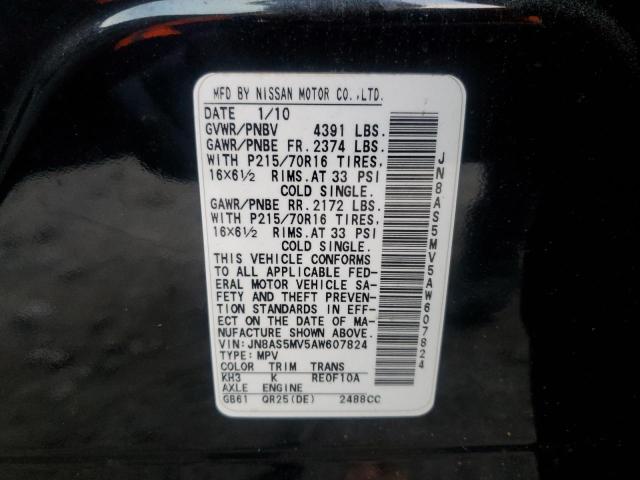 MFD BY NISSAN MOTOR CO.,LTD.
DATE 1/10
GVWR/PNBV 4391 LBS.
GAWR/PNBE FR. 2374 LBS.
WITH P215/70R16 TIRES.
16×6½ RIMS. AT 33 PSI
COLD SINGLE.
GAWR/PNBE RR. 2172 LBS.
WITH P215/70R16 TIRES.
16×6½ RIMS. AT 33 PSI
COLD SINGLE.
THIS VEHICLE CONFORMS
TO ALL APPLICABLE FED-
ERAL MOTOR VEHICLE SA-
FETY AND THEFT PREVEN-
TION STANDARDS IN EFF-
ECT ON THE DATE OF MA-
NUFACTURE SHOWN ABOVE.
VIN: JN8AS5MV5AW607824
TYPE: MPV
COLOR TRIM TRANS
KH3 K RE0F10A
AXLE ENGINE
GB61 QR25(DE) 2488CC
JN8AS5MV5AW607824